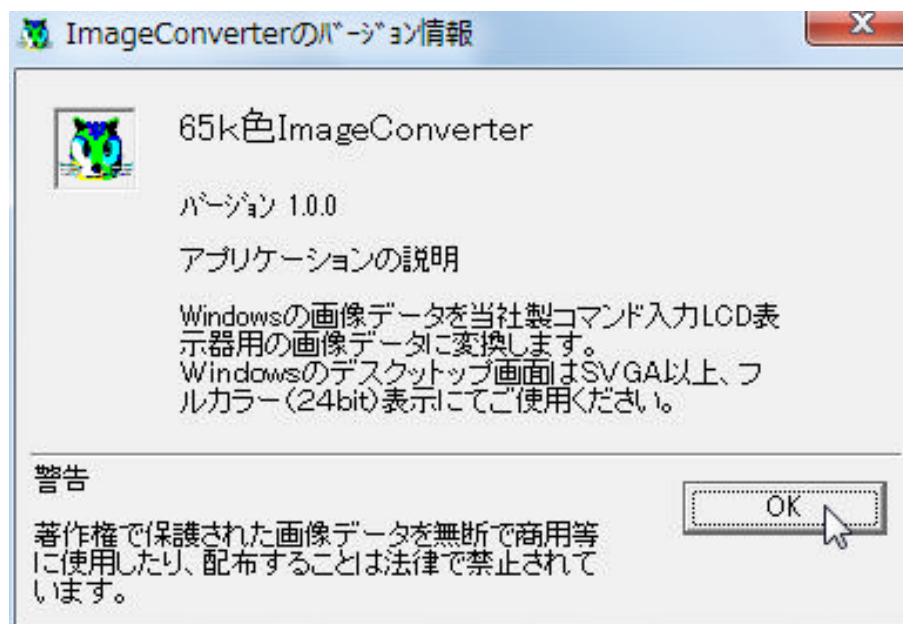 ImageConverterのﾊﾞｰｼﾞｮﾝ情報
65k色ImageConverter
ﾊﾞｰｼﾞｮﾝ 1.0.0
アプリケーションの説明
Windowsの画像データを当社製コマンド入力LCD表
示器用の画像データに変換します。
Windowsのデスクットップ画面はSVGA以上、フ
ルカラー(24bit)表示にてご使用ください。
警告
OK
著作権で保護された画像データを無断で商用等
に使用したり、配布することは法律で禁止されて
います。